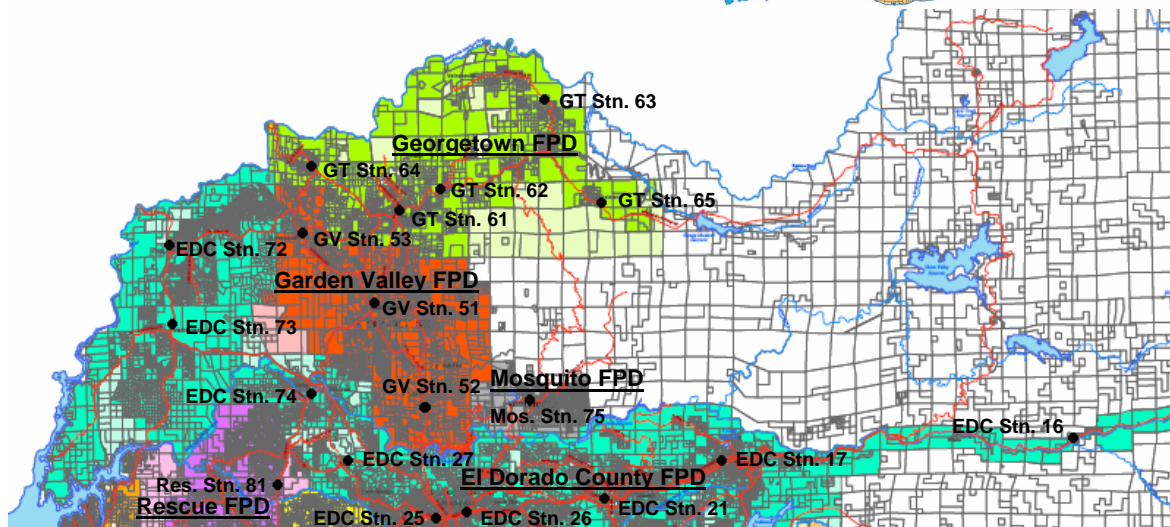 GT Stn. 63
Georgetown FPD
GT Stn. 64
GT Stn. 62
GT Stn. 65
GT Stn. 61
GV Stn. 53
EDC Stn. 72
Garden Valley FPD
GV Stn. 51
EDC Stn. 73
Mosquito FPD
GV Stn. 52
EDC Stn. 74
Mos. Stn. 75
EDC Stn. 16
EDC Stn. 27
EDC Stn. 17
El Dorado County FPD
Res. Stn. 81
Rescue FPD
EDC Stn. 21
EDC Stn. 25
EDC Stn. 26